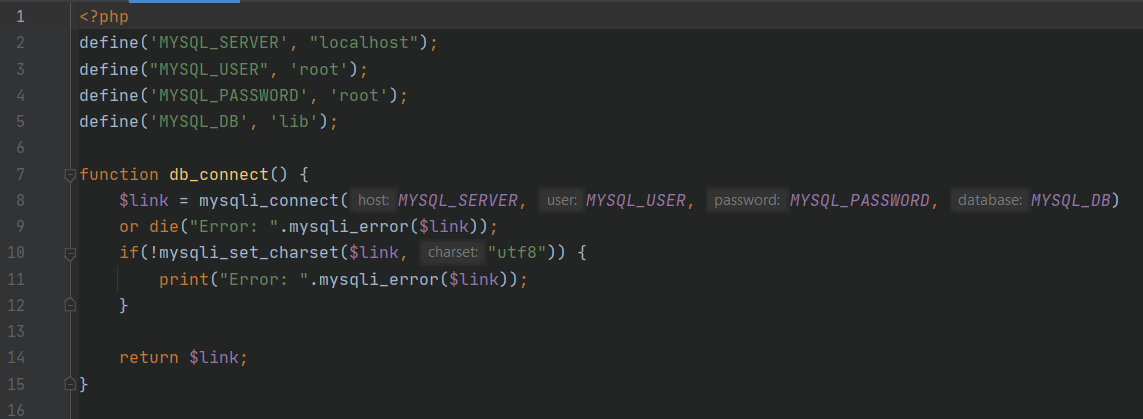 1 <?php
2 define('MYSQL_SERVER', "localhost");
3 define("MYSQL_USER", 'root');
4 define('MYSQL_PASSWORD', 'root');
5 define('MYSQL_DB', 'lib');
6
7 function db_connect() {
8     $link = mysqli_connect( host: MYSQL_SERVER, user: MYSQL_USER, password: MYSQL_PASSWORD, database: MYSQL_DB)
9     or die("Error: ".mysqli_error($link));
10     if(!mysqli_set_charset($link, charset: "utf8")) {
11         print("Error: ".mysqli_error($link));
12     }
13
14     return $link;
15 }
16